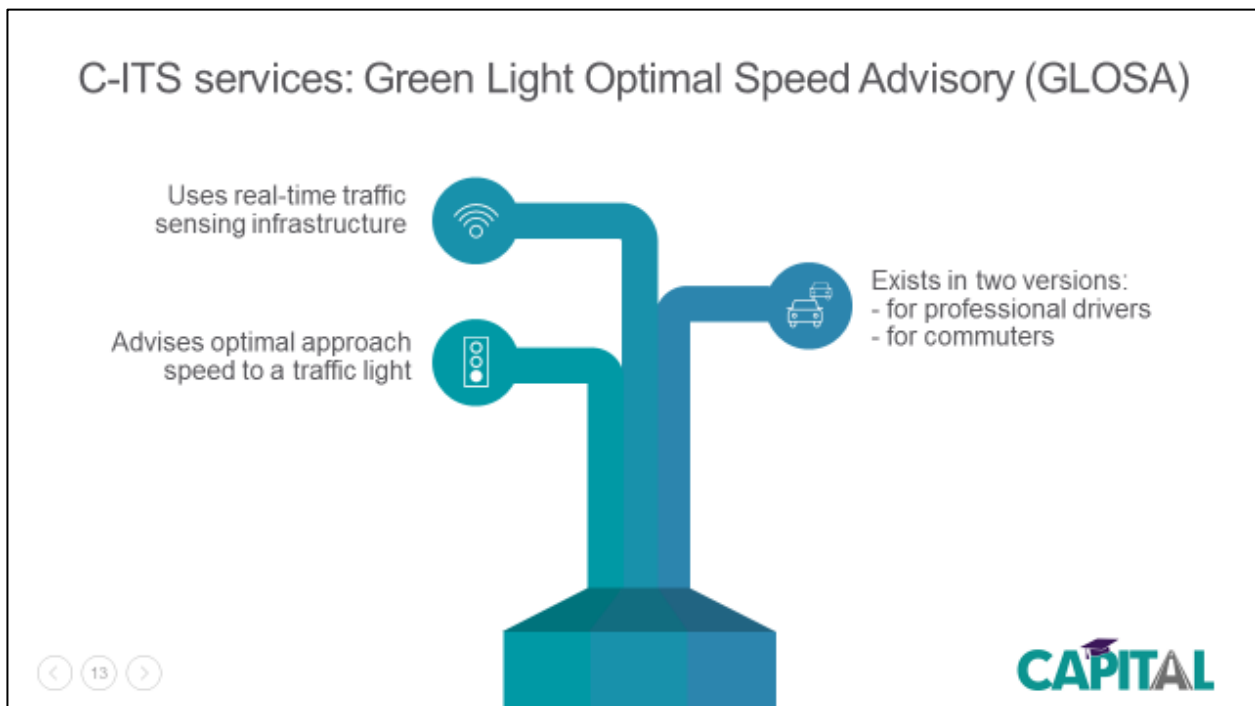 C-ITS services: Green Light Optimal Speed Advisory (GLOSA)
Uses real-time traffic
sensing infrastructure
Advises optimal approach
speed to a traffic light
Exists in two versions:
- for professional drivers
- for commuters
13
CAPITAL